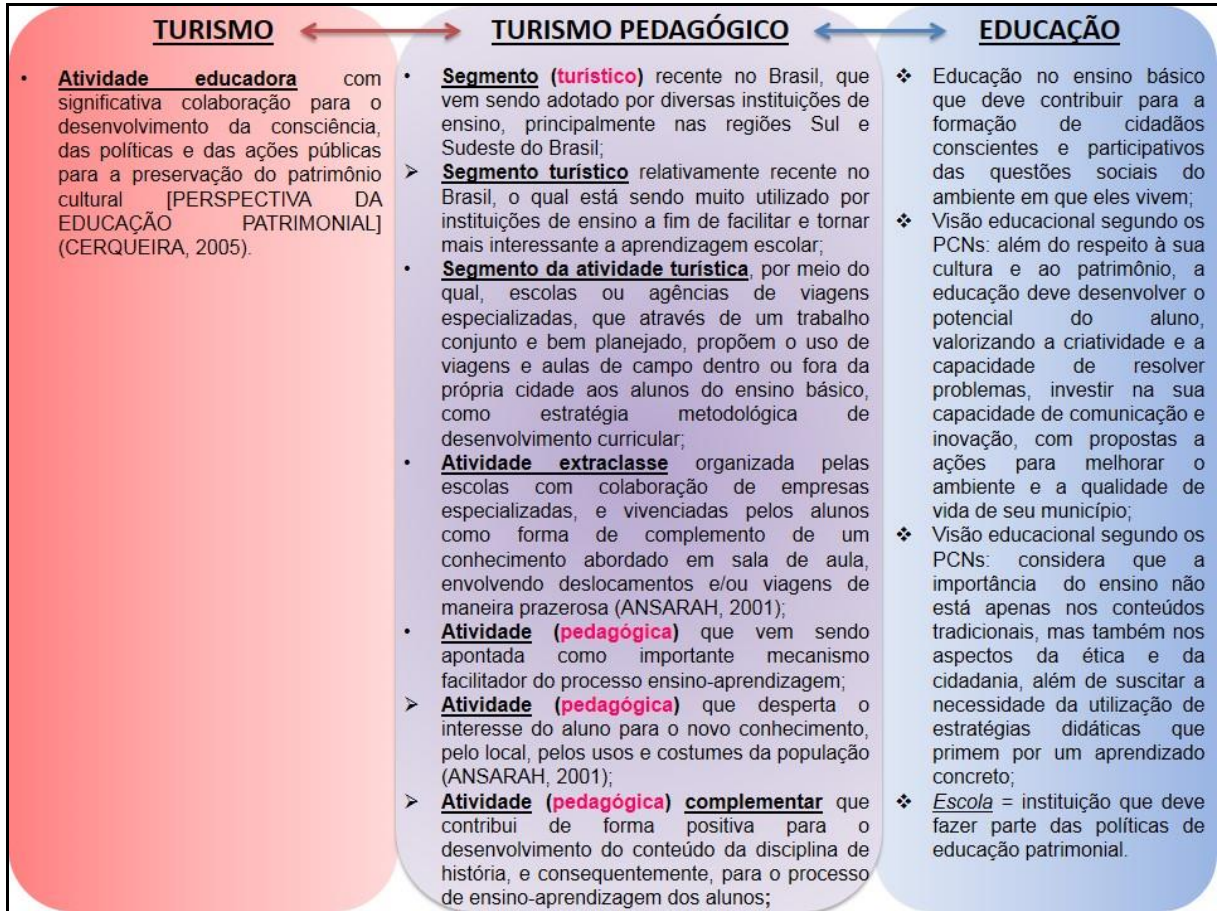 TURISMO
• Atividade educadora com
significativa colaboração para o
desenvolvimento da consciência,
das políticas e das ações públicas
para a preservação do patrimônio
cultural [PERSPECTIVA DA
EDUCAÇÃO PATRIMONIAL]
(CERQUEIRA, 2005).
TURISMO PEDAGÓGICO
• Segmento (turístico) recente no Brasil, que
vem sendo adotado por diversas instituições de
ensino, principalmente nas regiões Sul e
Sudeste do Brasil;
➢ Segmento turístico relativamente recente no
Brasil, o qual está sendo muito utilizado por
instituições de ensino a fim de facilitar e tornar
mais interessante a aprendizagem escolar;
• Segmento da atividade turística, por meio do
qual, escolas ou agências de viagens
especializadas, que através de um trabalho
conjunto e bem planejado, propõem o uso de
viagens e aulas de campo dentro ou fora da
própria cidade aos alunos do ensino básico,
como estratégia metodológica de
desenvolvimento curricular;
• Atividade extraclasse organizada pelas
escolas com colaboração de empresas
especializadas, e vivenciadas pelos alunos
como forma de complemento de um
conhecimento abordado em sala de aula,
envolvendo deslocamentos e/ou viagens de
maneira prazerosa (ANSARAH, 2001);
• Atividade (pedagógica) que vem sendo
apontada como importante mecanismo
facilitador do processo ensino-aprendizagem;
➢ Atividade (pedagógica) que desperta o
interesse do aluno para o novo conhecimento,
pelo local, pelos usos e costumes da população
(ANSARAH, 2001);
➢ Atividade (pedagógica) complementar que
contribui de forma positiva para o
desenvolvimento do conteúdo da disciplina de
história, e consequentemente, para o processo
de ensino-aprendizagem dos alunos;
EDUCAÇÃO
❖ Educação no ensino básico
que deve contribuir para a
formação de cidadãos
conscientes e participativos
das questões sociais do
ambiente em que eles vivem;
❖ Visão educacional segundo os
PCNs: além do respeito à sua
cultura e ao patrimônio, a
educação deve desenvolver o
potencial do aluno,
valorizando a criatividade e a
capacidade de resolver
problemas, investir na sua
capacidade de comunicação e
inovação, com propostas a
ações para melhorar o
ambiente e a qualidade de
vida de seu município;
❖ Visão educacional segundo os
PCNs: considera que a
importância do ensino não
está apenas nos conteúdos
tradicionais, mas também nos
aspectos da ética e da
cidadania, além de suscitar a
necessidade da utilização de
estratégias didáticas que
primem por um aprendizado
concreto;
❖ Escola = instituição que deve
fazer parte das políticas de
educação patrimonial.